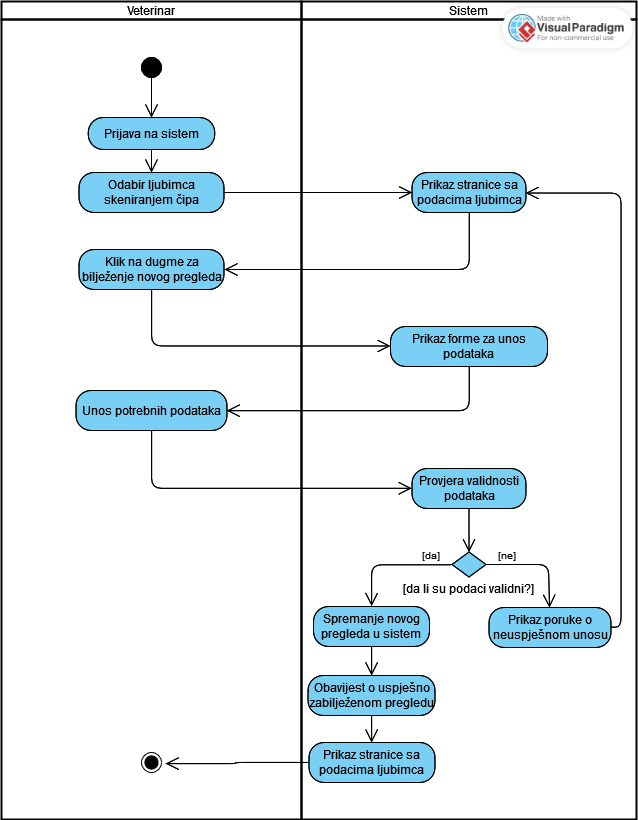 Veterinar
Sistem
Made with
VisualParadigm
For non-commercial use
Prijava na sistem
Odabir ljubimca
skeniranjem čipa
Prikaz stranice sa
podacima ljubimca
Klik na dugme za
bilježenje novog pregleda
Prikaz forme za unos
podataka
Unos potrebnih podataka
Provjera validnosti
podataka
[da]
[ne]
[da li su podaci validni?]
Spremanje novog
pregleda u sistem
Prikaz poruke o
neuspješnom unosu
Obavijest o uspješno
zabilježenom pregledu
Prikaz stranice sa
podacima ljubimca